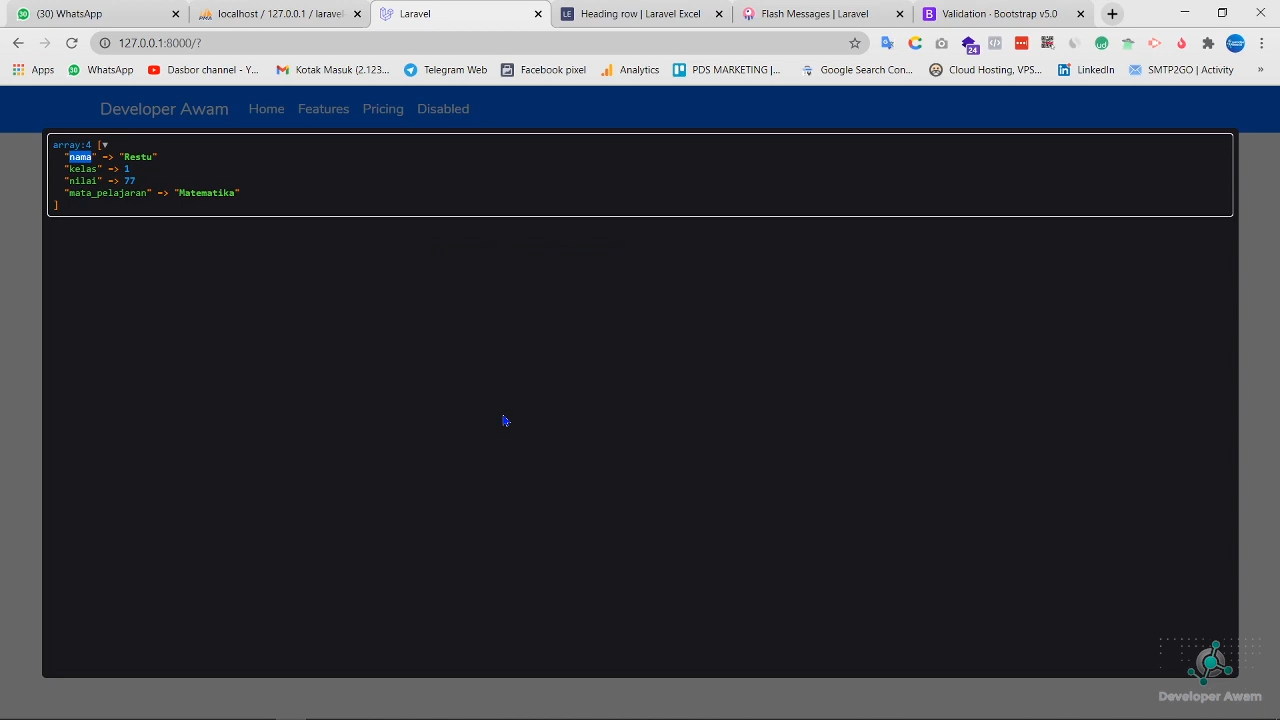 (30) WhatsApp
localhost / 127.0.0.1 / laravel
Laravel
Heading row | Laravel Excel
Flash Messages | Laravel
Validation · Bootstrap v5.0
127.0.0.1:8000/?
24
Apps
WhatsApp
Dasbor channel - Y...
Kotak Masuk (2.123...
Telegram Web
Facebook pixel
Analytics
PDS MARKETING |...
Google Search Con...
Cloud Hosting, VPS...
LinkedIn
SMTP2GO | Activity
»
Developer Awam
Home
Features
Pricing
Disabled
array:4 [▼
"nama" => "Restu"
"kelas" => 1
"nilai" => 77
"mata_pelajaran" => "Matematika"
]
Developer Awam